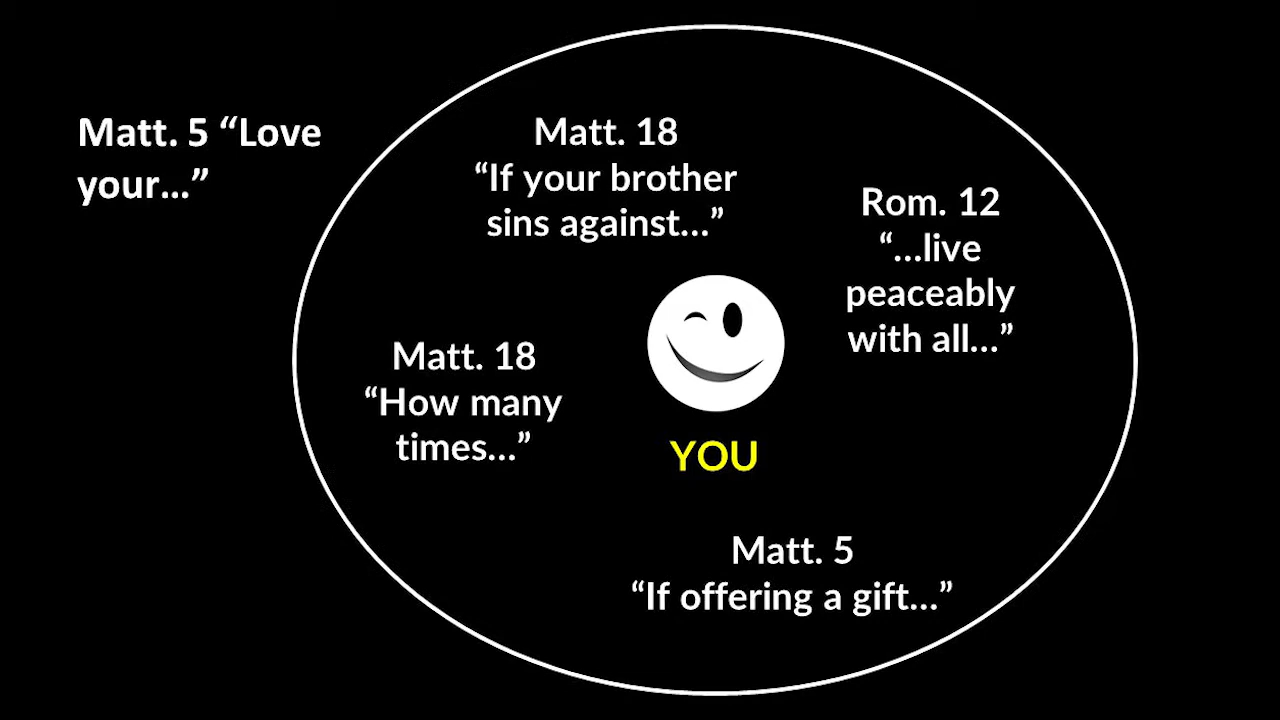 Matt. 5 “Love
your...”
Matt. 18
“If your brother
sins against...”
Rom. 12
“...live
peaceably
with all...”
Matt. 18
“How many
times...”
YOU
Matt. 5
“If offering a gift...”